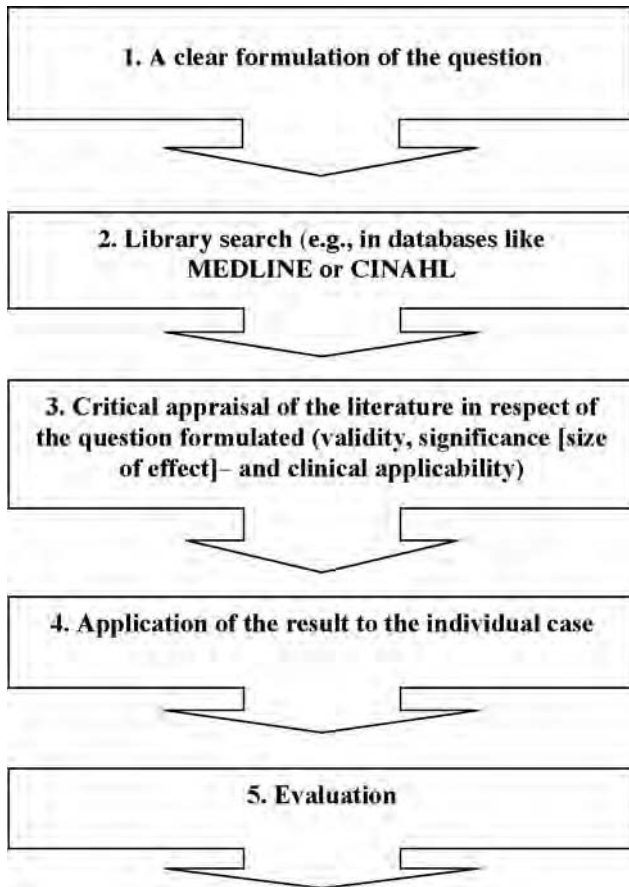 1. A clear formulation of the question
2. Library search (e.g., in databases like
MEDLINE or CINAHL
3. Critical appraisal of the literature in respect of
the question formulated (validity, significance [size
of effect]– and clinical applicability)
4. Application of the result to the individual case
5. Evaluation